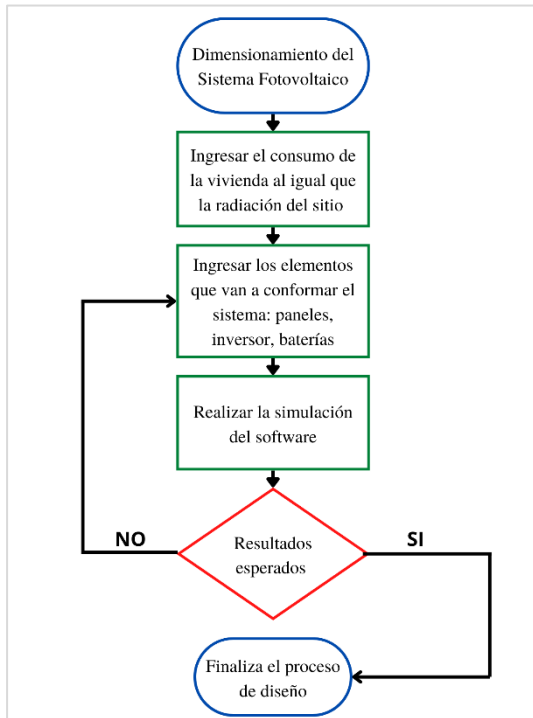 Dimensionamiento del
Sistema Fotovoltaico
Ingresar el consumo de
la vivienda al igual que
la radiación del sitio
Ingresar los elementos
que van a conformar el
sistema: paneles,
inversor, baterías
Realizar la simulación
del software
Resultados
esperados
NO
SI
Finaliza el proceso
de diseño